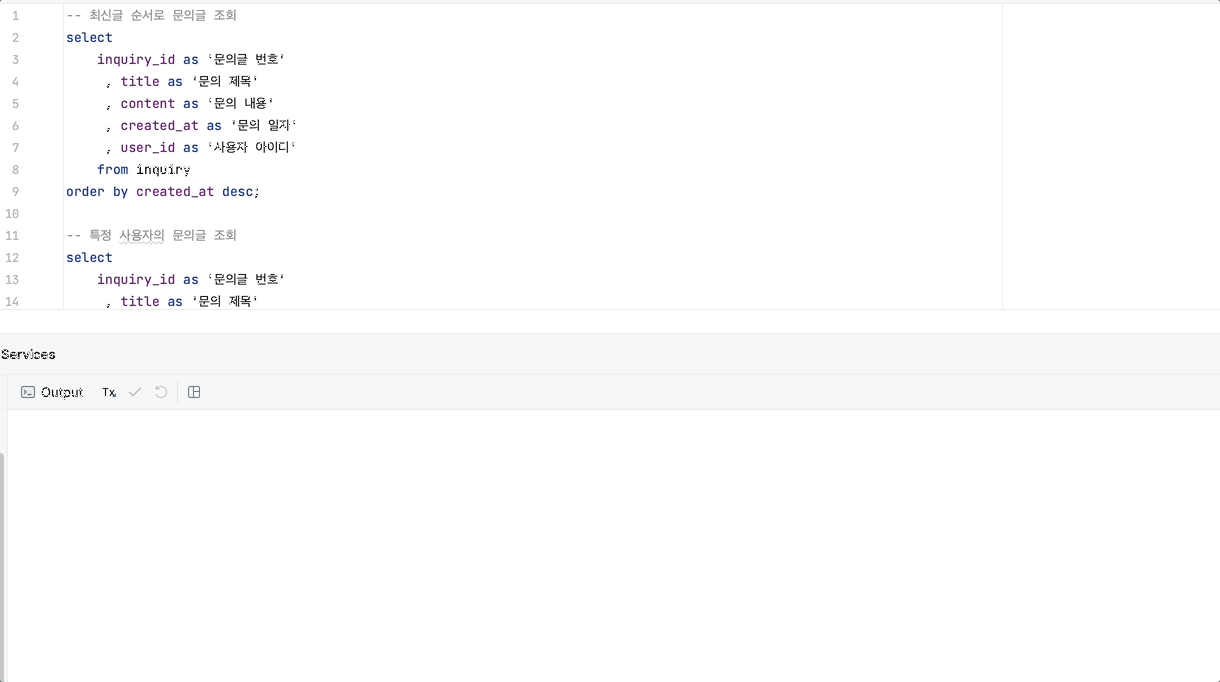 1 -- 최신글 순서로 문의글 조회
2 select
3 inquiry_id as '문의글 번호'
4 , title as '문의 제목'
5 , content as '문의 내용'
6 , created_at as '문의 일자'
7 , user_id as '사용자 아이디'
8 from inquiry
9 order by created_at desc;
10
11 -- 특정 사용자의 문의글 조회
12 select
13 inquiry_id as '문의글 번호'
14 , title as '문의 제목'
Services
Output Tx